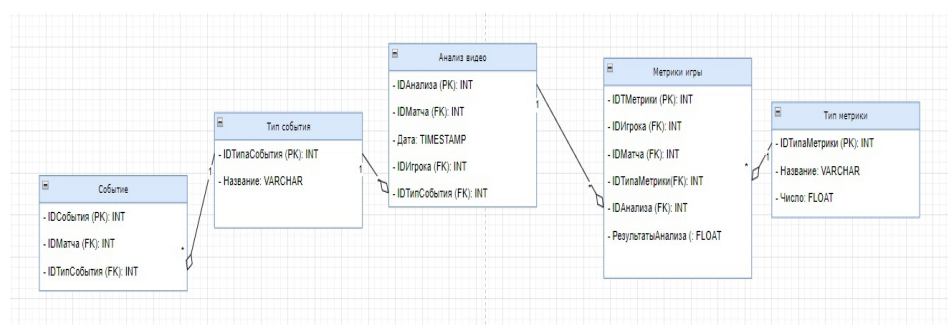 Событие
- IDСобытия (PK): INT
- IDМатча (FK): INT
- IDТипСобытия (FK): INT
*
1
Тип события
- IDТипаСобытия (PK): INT
- Название: VARCHAR
1
*
Анализ видео
- IDАнализа (PK): INT
- IDМатча (FK): INT
- Дата: TIMESTAMP
- IDИгрока (FK): INT
- IDТипСобытия (FK): INT
1
*
Метрики игры
- IDTМетрики (PK): INT
- IDИгрока (FK): INT
- IDМатча (FK): INT
- IDТипаМетрики(FK): INT
- IDАнализа (FK): INT
- РезультатыАнализа (: FLOAT
*
1
Тип метрики
- IDТипаМетрики (PK): INT
- Название: VARCHAR
- Число: FLOAT